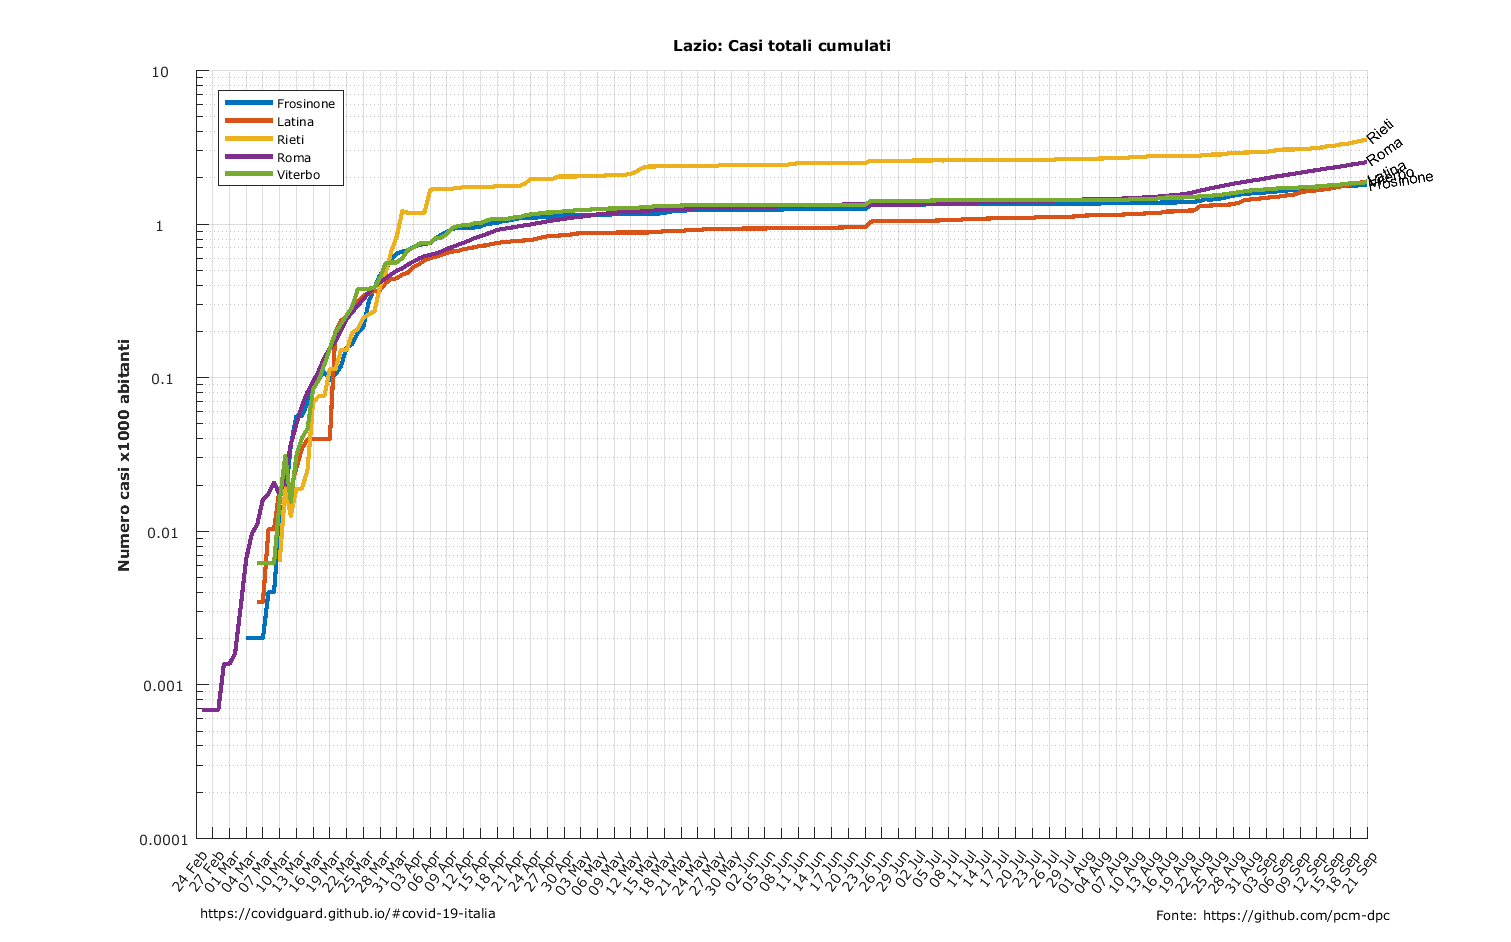 Lazio: Casi totali cumulati
10
1
0.1
0.01
0.001
0.0001
Numero casi x1000 abitanti
Frosinone
Latina
Rieti
Roma
Viterbo
Rieti
Roma
Latina
Viterbo
Frosinone
24 Feb
27 Feb
01 Mar
04 Mar
07 Mar
10 Mar
13 Mar
16 Mar
19 Mar
22 Mar
25 Mar
28 Mar
31 Mar
03 Apr
06 Apr
09 Apr
12 Apr
15 Apr
18 Apr
21 Apr
24 Apr
27 Apr
30 Apr
03 May
06 May
09 May
12 May
15 May
18 May
21 May
24 May
27 May
30 May
02 Jun
05 Jun
08 Jun
11 Jun
14 Jun
17 Jun
20 Jun
23 Jun
26 Jun
29 Jun
02 Jul
05 Jul
08 Jul
11 Jul
14 Jul
17 Jul
20 Jul
23 Jul
26 Jul
29 Jul
01 Aug
04 Aug
07 Aug
10 Aug
13 Aug
16 Aug
19 Aug
22 Aug
25 Aug
28 Aug
31 Aug
03 Sep
06 Sep
09 Sep
12 Sep
15 Sep
18 Sep
21 Sep
https://covidguard.github.io/#covid-19-italia
Fonte: https://github.com/pcm-dpc